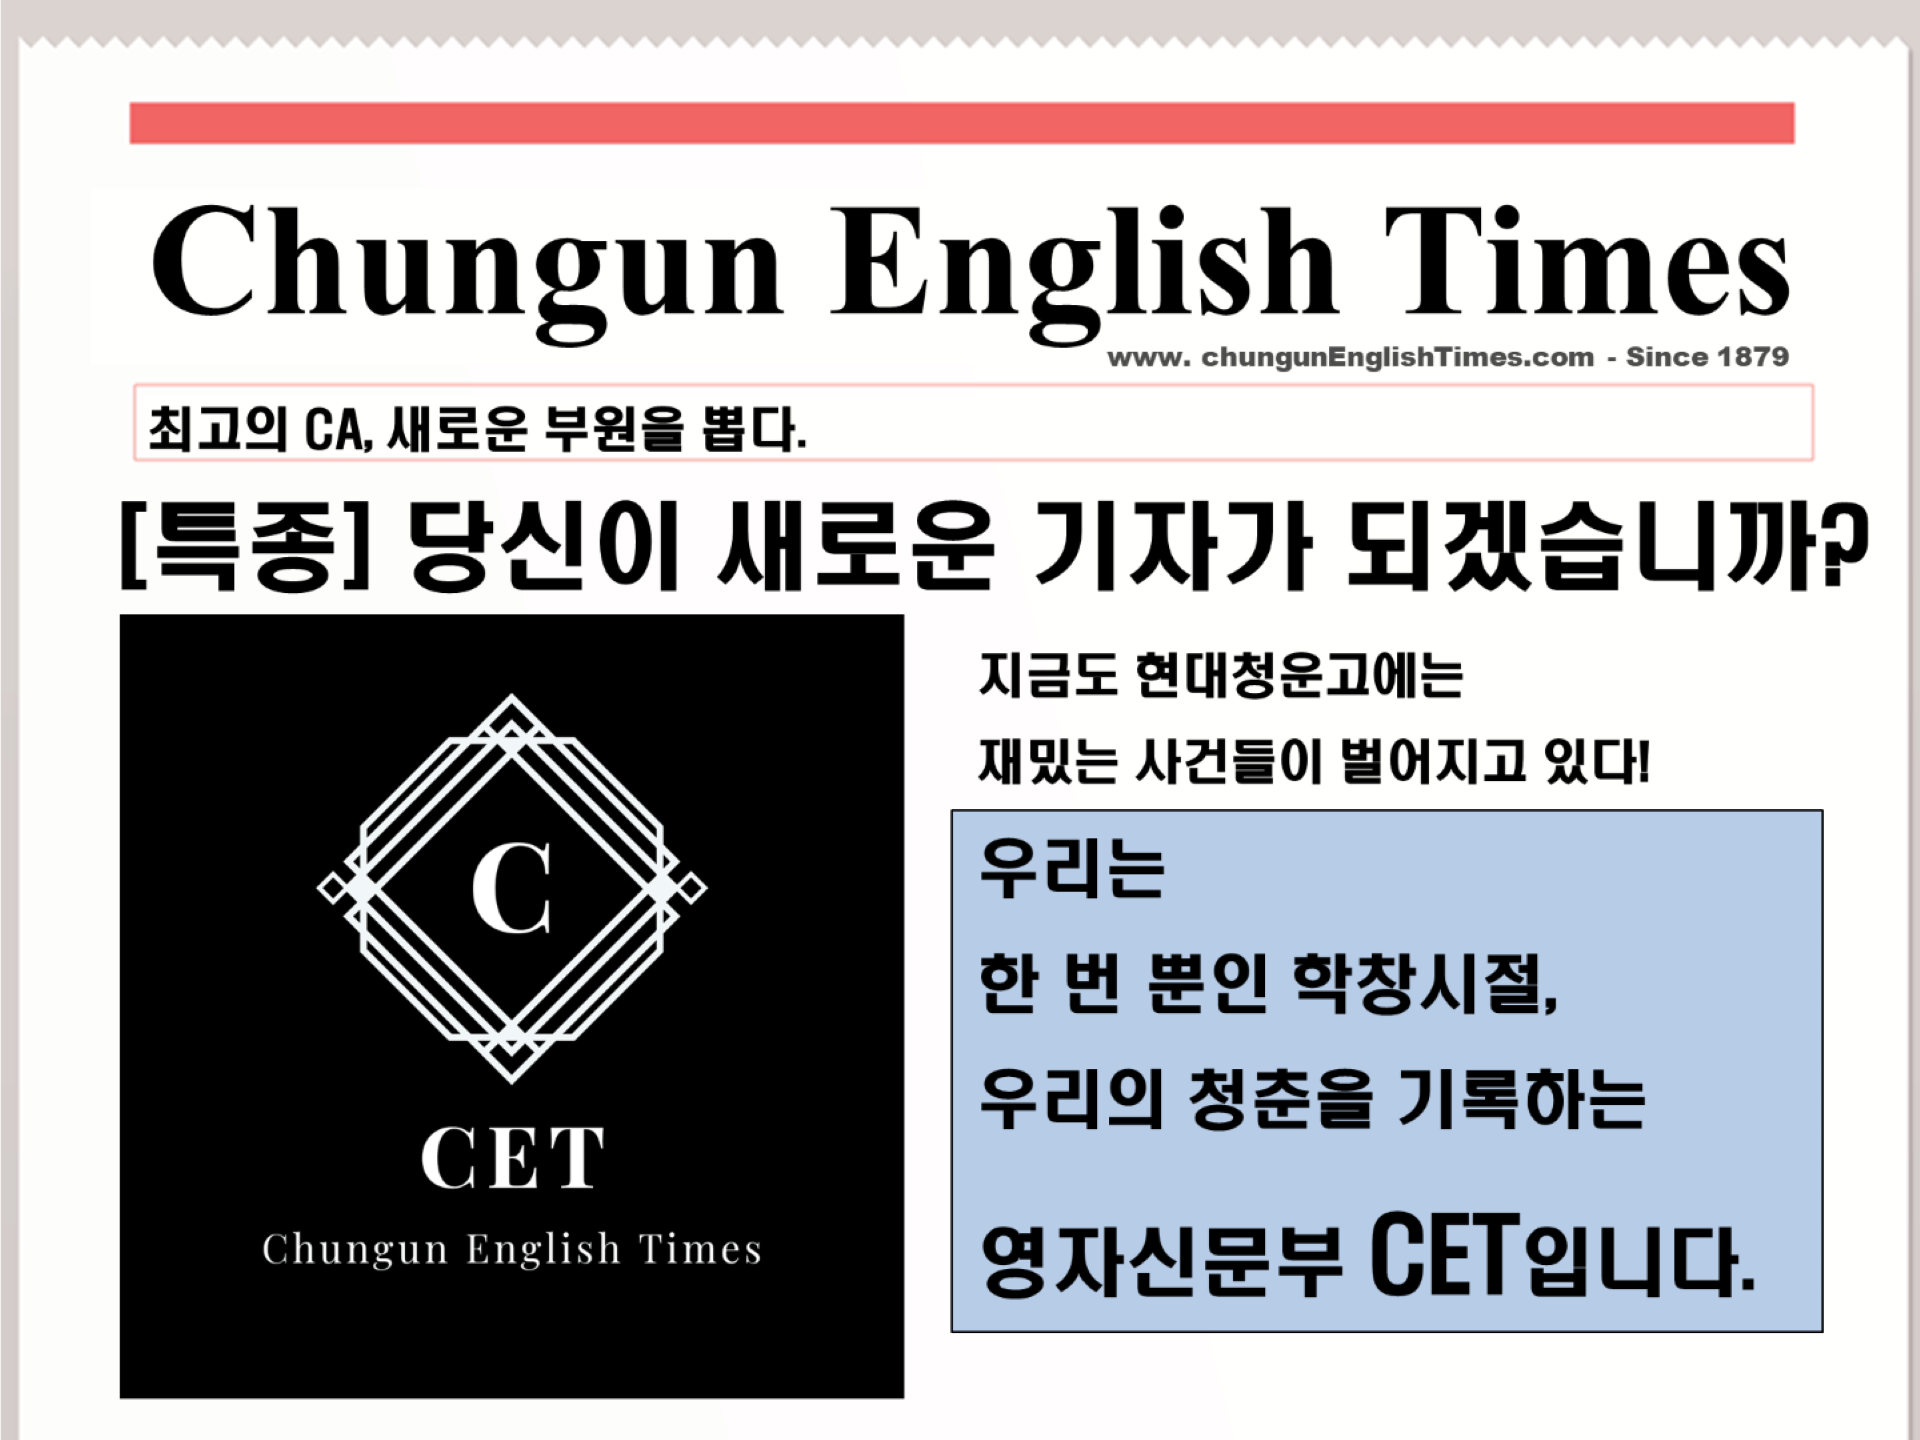 Chungun English Times
www. chungunEnglishTimes.com - Since 1879
최고의 CA, 새로운 부원을 뽑다.
[특종] 당신이 새로운 기자가 되겠습니까?
지금도 현대청운고에는
재밌는 사건들이 벌어지고 있다!
C
CET
Chungun English Times
우리는
한 번 뿐인 학창시절,
우리의 청춘을 기록하는
영자신문부 CET입니다.